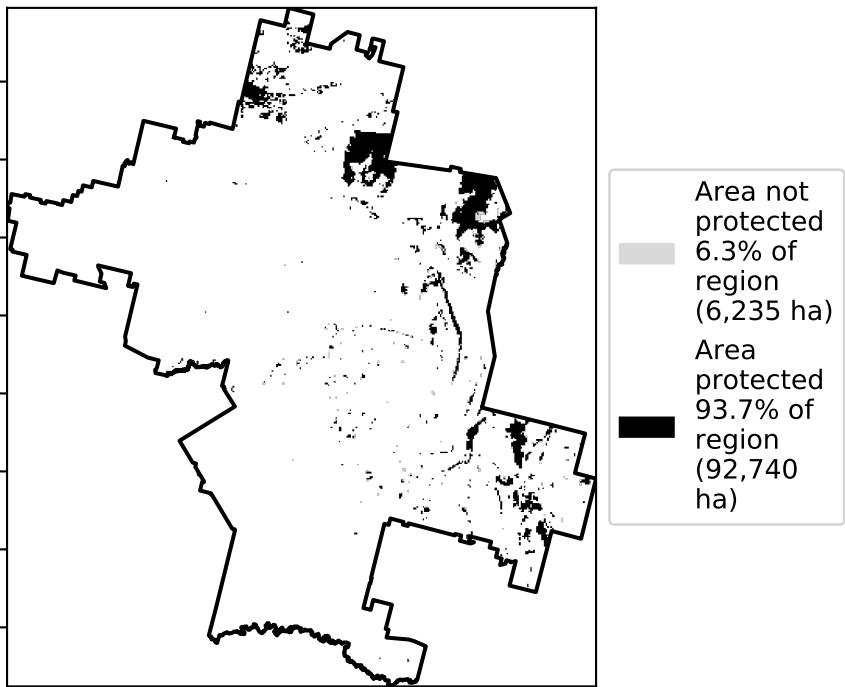 Area not
protected
6.3% of
region
(6,235 ha)
Area
protected
93.7% of
region
(92,740
ha)